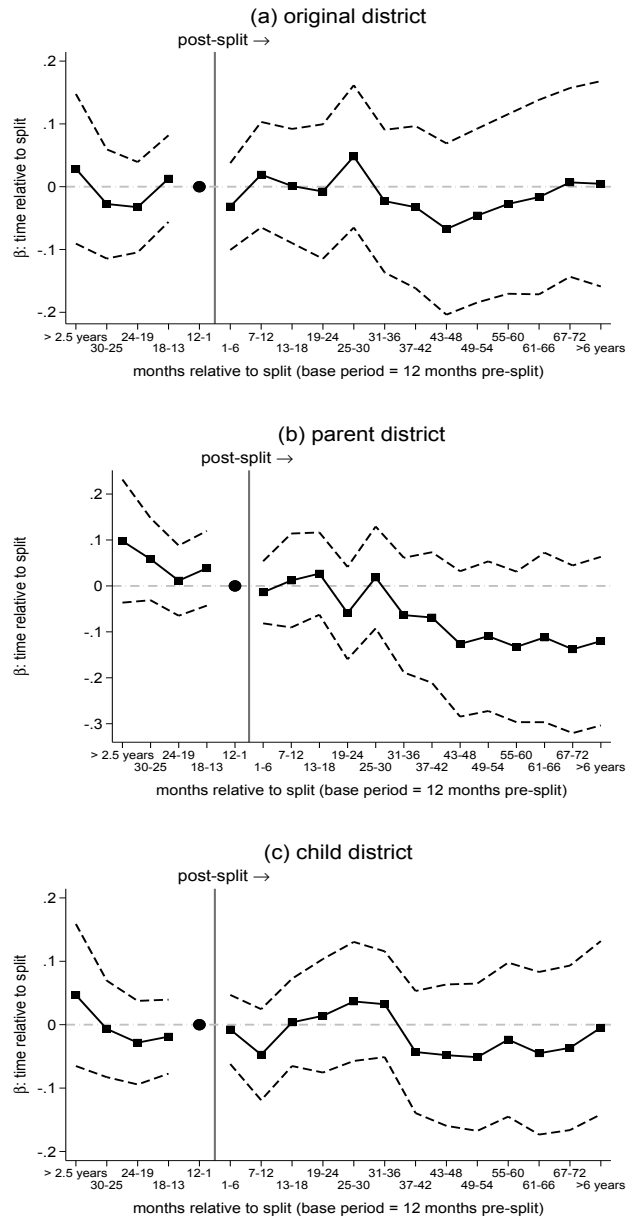 (a) original district
post-split →
.2
.1
0
-.1
-.2
β: time relative to split
> 2.5 years 24-19 12-1 7-12 19-24 31-36 43-48 55-60 67-72
30-25 18-13 1-6 13-18 25-30 37-42 49-54 61-66 >6 years
months relative to split (base period = 12 months pre-split)
(b) parent district
post-split →
.2
.1
0
-.1
-.2
-.3
β: time relative to split
> 2.5 years 24-19 12-1 7-12 19-24 31-36 43-48 55-60 67-72
30-25 18-13 1-6 13-18 25-30 37-42 49-54 61-66 >6 years
months relative to split (base period = 12 months pre-split)
(c) child district
post-split →
.2
.1
0
-.1
-.2
β: time relative to split
> 2.5 years 24-19 12-1 7-12 19-24 31-36 43-48 55-60 67-72
30-25 18-13 1-6 13-18 25-30 37-42 49-54 61-66 >6 years
months relative to split (base period = 12 months pre-split)